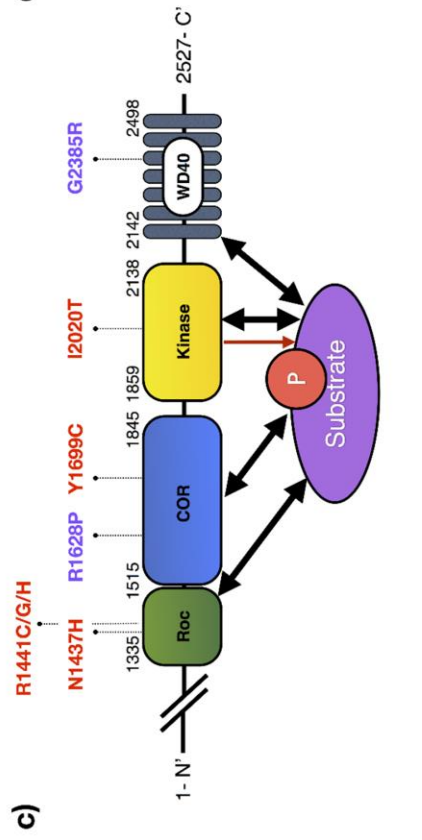 c)
R1441C/G/H
N1437H R1628P Y1699C I2020T G2385R
1335 1515 1845 1859 2138 2142 2498
1- N' Roc COR Kinase WD40 2527- C'
P
Substrate